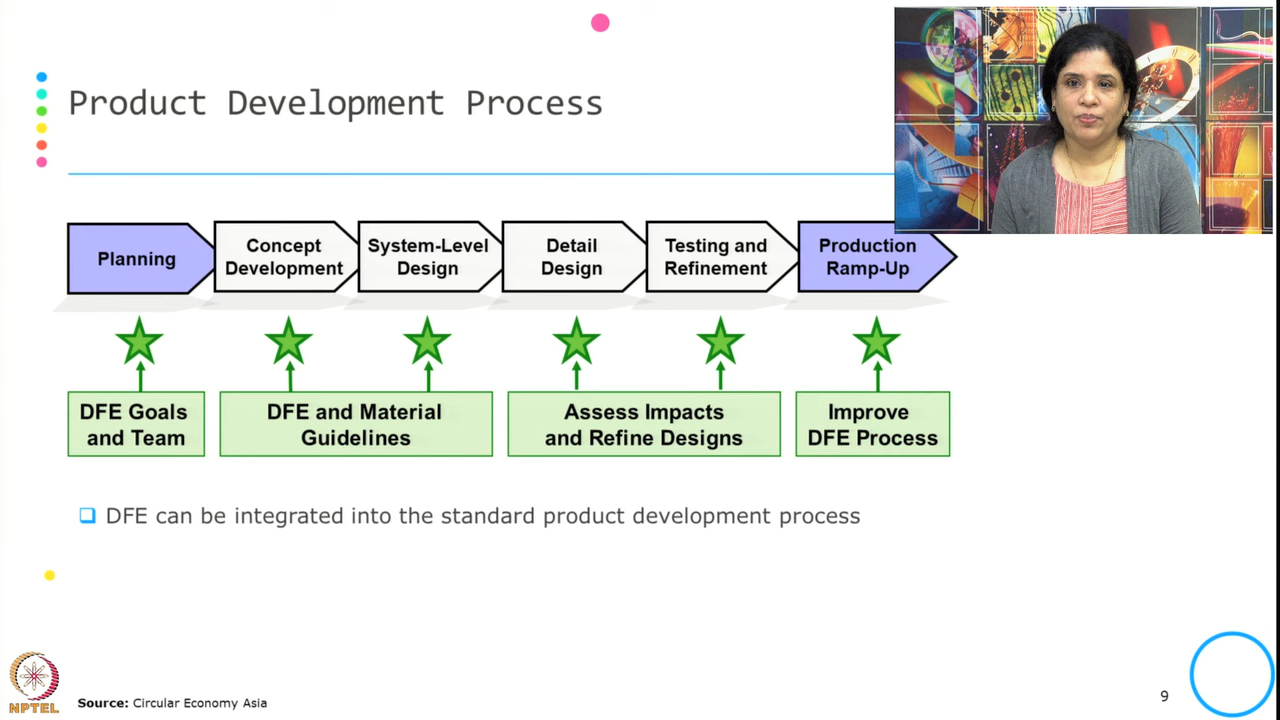 Product Development Process
Planning
Concept
Development
System-Level
Design
Detail
Design
Testing and
Refinement
Production
Ramp-Up
DFE Goals
and Team
DFE and Material
Guidelines
Assess Impacts
and Refine Designs
Improve
DFE Process
DFE can be integrated into the standard product development process
NPTEL
Source: Circular Economy Asia
9